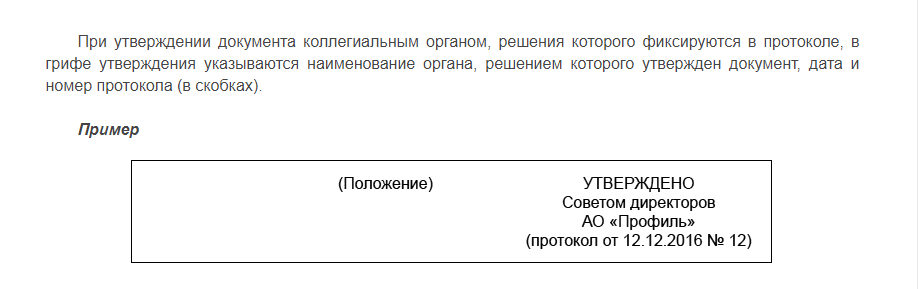 При утверждении документа коллегиальным органом, решения которого фиксируются в протоколе, в
грифе утверждения указываются наименование органа, решением которого утвержден документ, дата и
номер протокола (в скобках).
Пример
(Положение) УТВЕРЖДЕНО
Советом директоров
АО «Профиль»
(протокол от 12.12.2016 № 12)